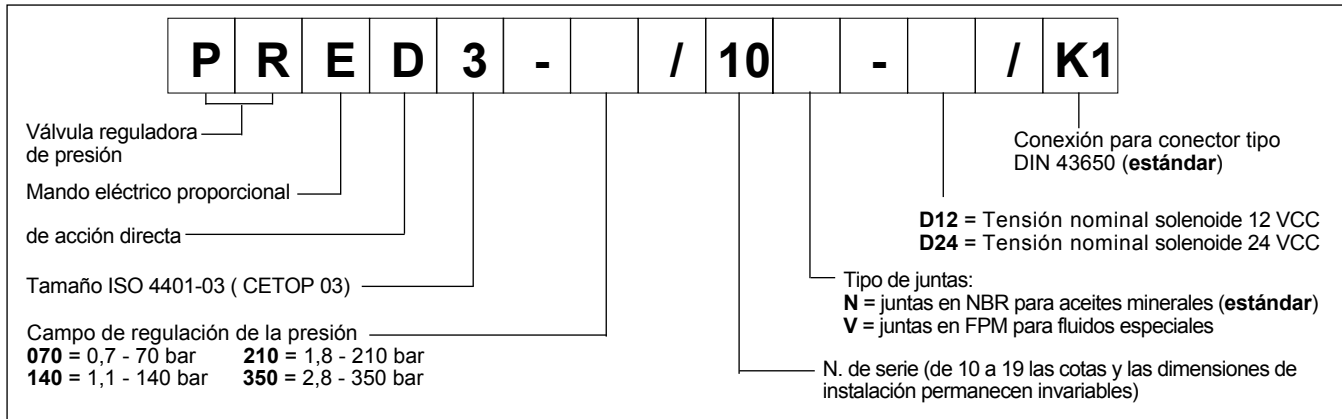 P R E D 3 - / 10 - / K1
Válvula reguladora
de presión
Mando eléctrico proporcional
de acción directa
Tamaño ISO 4401-03 ( CETOP 03)
Campo de regulación de la presión
070 = 0,7 - 70 bar 210 = 1,8 - 210 bar
140 = 1,1 - 140 bar 350 = 2,8 - 350 bar
Conexión para conector tipo
DIN 43650 (estándar)
D12 = Tensión nominal solenoide 12 VCC
D24 = Tensión nominal solenoide 24 VCC
Tipo de juntas:
N = juntas en NBR para aceites minerales (estándar)
V = juntas en FPM para fluidos especiales
N. de serie (de 10 a 19 las cotas y las dimensiones de
instalación permanecen invariables)